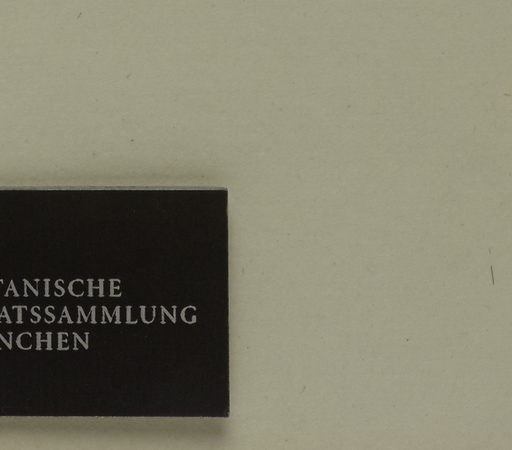 TANISCHE
ATSSAMMLUNG
NCHEN